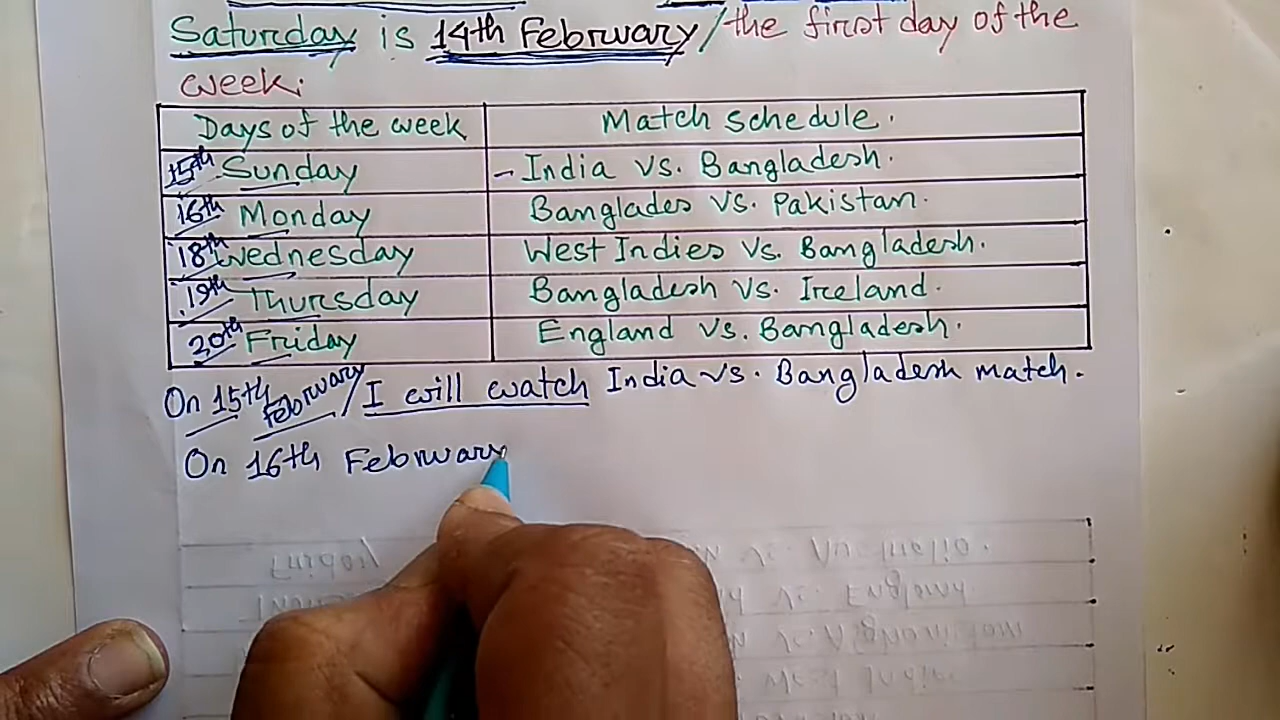 Saturday is 14th February/the first day of the
week.
Days of the week Match schedule.
15th Sunday - India vs. Bangladesh.
16th Monday Banglades vs. Pakistan.
18th Wednesday West Indies vs. Bangladesh.
19th Thursday Bangladesh vs. Ireland.
20th Friday England vs. Bangladesh.
On 15th February/I will watch India vs. Bangladesh match.
On 16th February